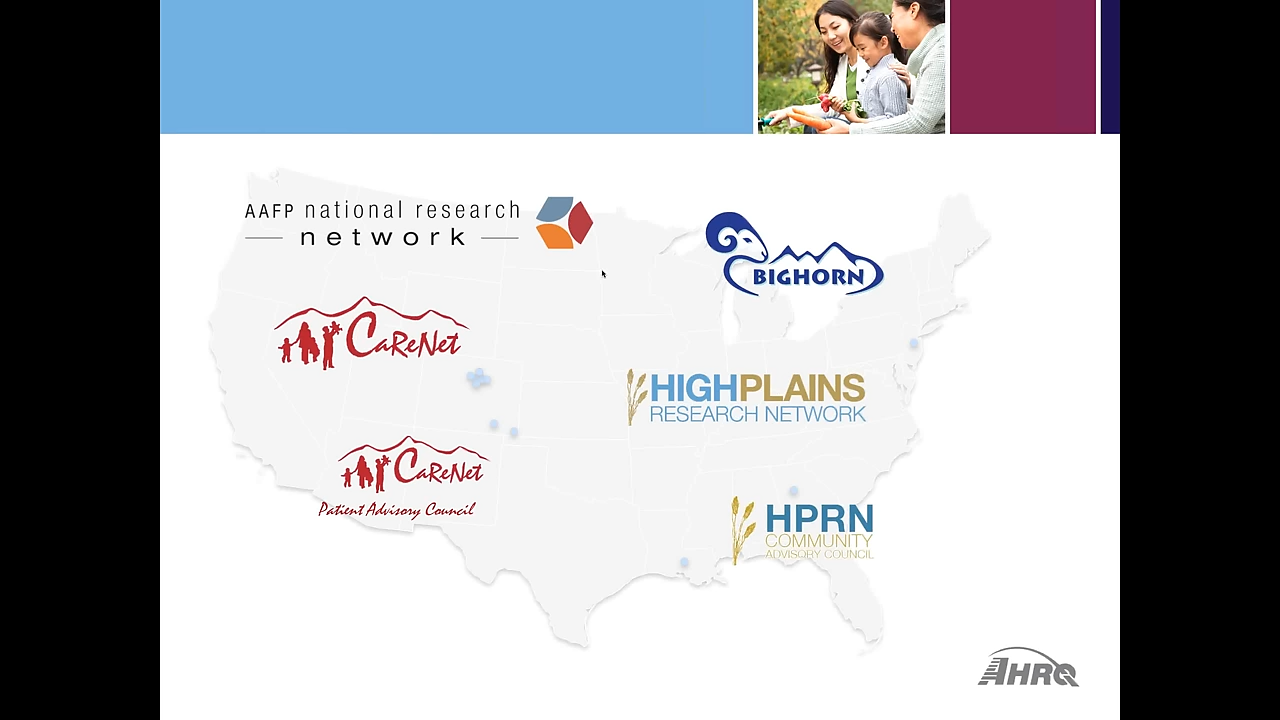 AAFP national research
network
BIGHORN
CaReNet
HIGHPLAINS
RESEARCH NETWORK
CaReNet
Patient Advisory Council
HPRN
COMMUNITY
ADVISORY COUNCIL
AHRQ